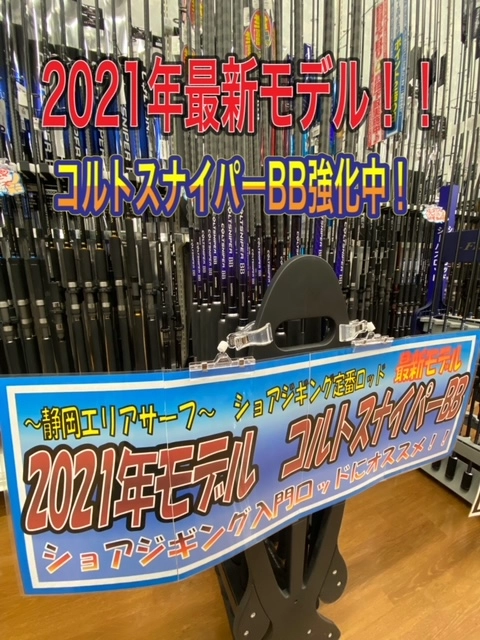 2021年最新モデル！！
コルトスナイパーBB強化中！
COLTSNIPER BB
～静岡エリアサーフ～ ショアジギング定番ロッド 最新モデル
2021年モデル コルトスナイパーBB
ショアジギング入門ロッドにオススメ！！